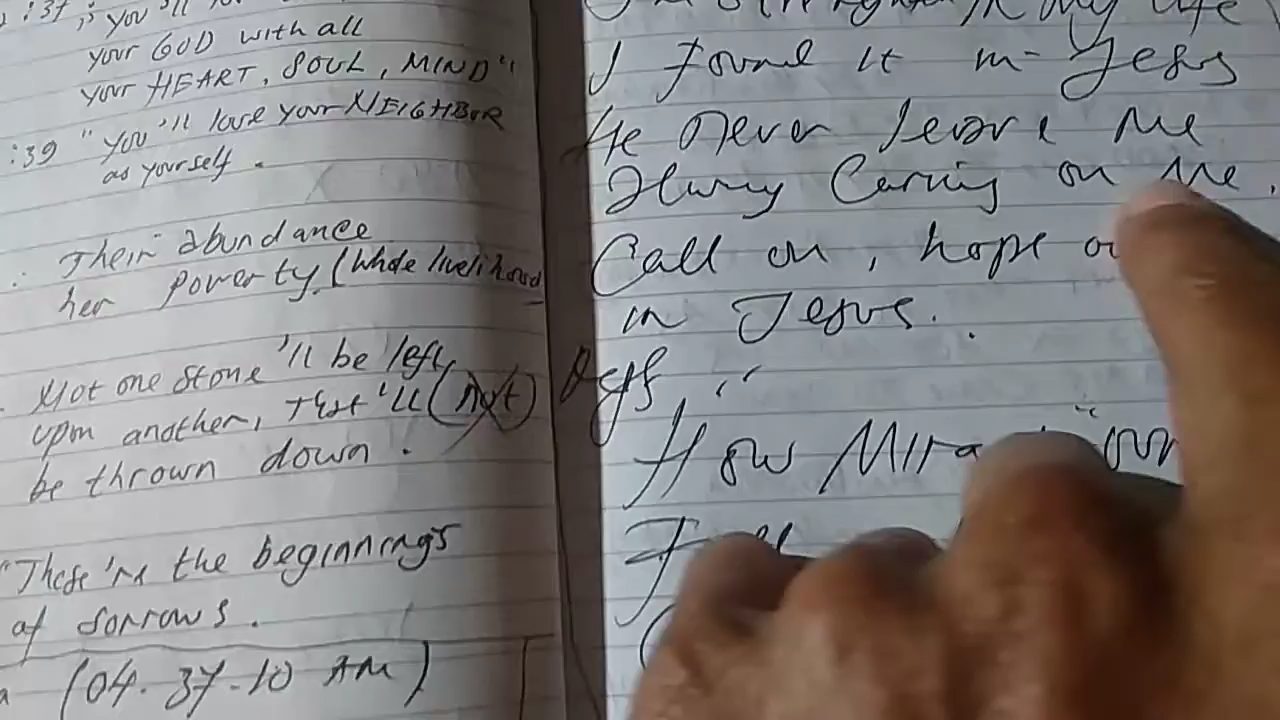 :37 "you'll
your GOD with all
your HEART, SOUL, MIND"
:39 "you'll love your NEIGHBOR
as yourself.
Their abundance
her poverty (Whole livelihood
Not one stone 'll be left
upon another, that 'll (not)
be thrown down.
"These 're the beginnings
of sorrows.
(04.37-10 AM)
in my life
I found it in Jesus
He never leave Me
Caring on Me.
Call on, hope
in Jesus.
How